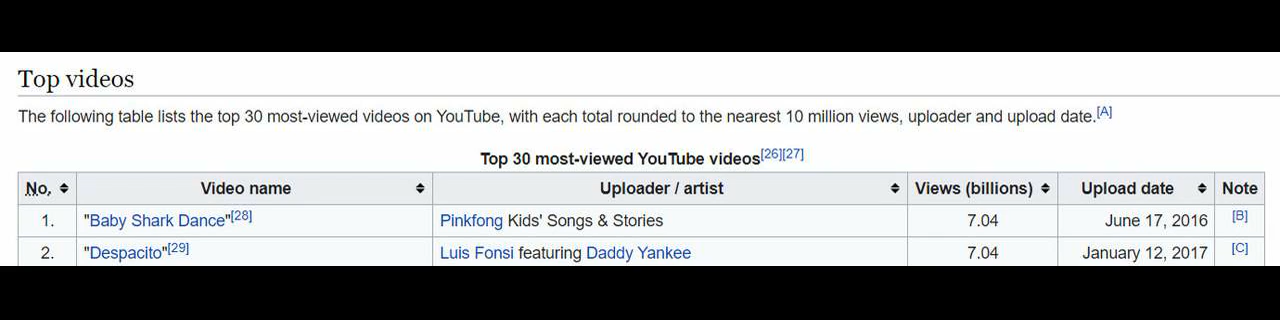 Top videos
The following table lists the top 30 most-viewed videos on YouTube, with each total rounded to the nearest 10 million views, uploader and upload date.[A]
Top 30 most-viewed YouTube videos[26][27]
No. Video name Uploader / artist Views (billions) Upload date Note
1. "Baby Shark Dance"[28] Pinkfong Kids' Songs & Stories 7.04 June 17, 2016 [B]
2. "Despacito"[29] Luis Fonsi featuring Daddy Yankee 7.04 January 12, 2017 [C]